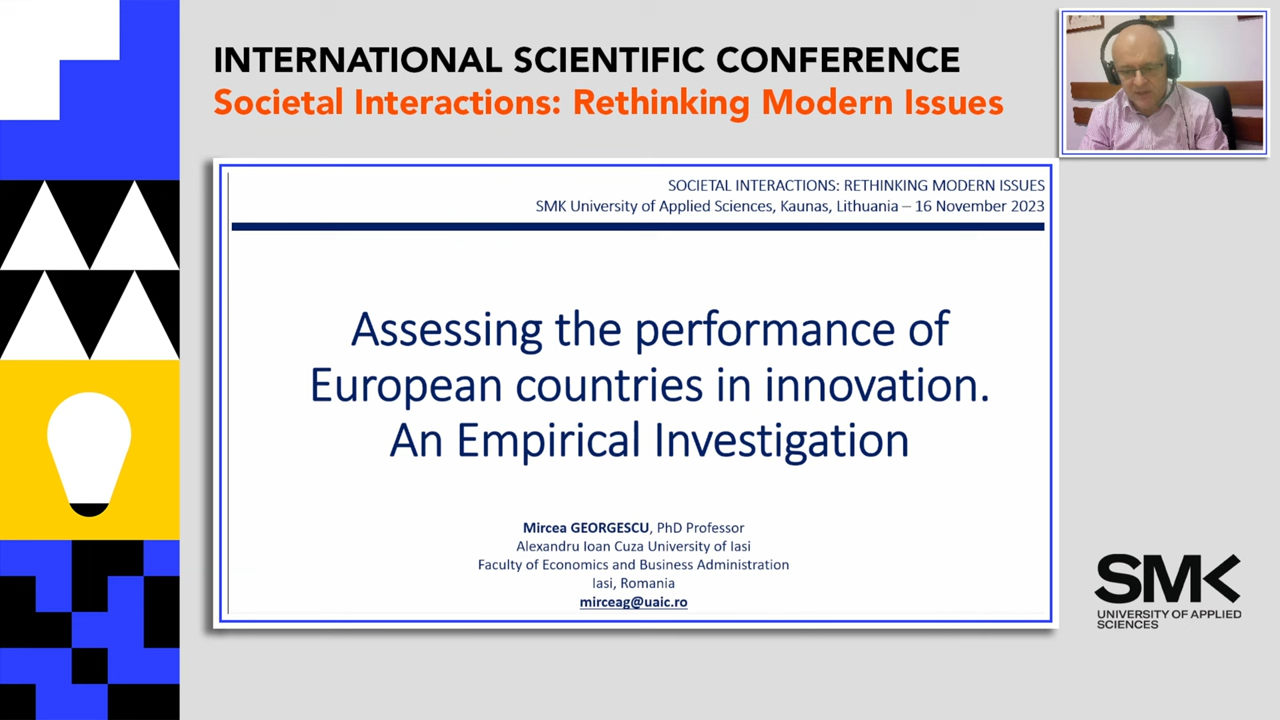 INTERNATIONAL SCIENTIFIC CONFERENCE
Societal Interactions: Rethinking Modern Issues
SOCIETAL INTERACTIONS: RETHINKING MODERN ISSUES
SMK University of Applied Sciences, Kaunas, Lithuania – 16 November 2023
Assessing the performance of
European countries in innovation.
An Empirical Investigation
Mircea GEORGESCU, PhD Professor
Alexandru Ioan Cuza University of Iasi
Faculty of Economics and Business Administration
Iasi, Romania
mirceag@uaic.ro
SMK
UNIVERSITY OF APPLIED
SCIENCES